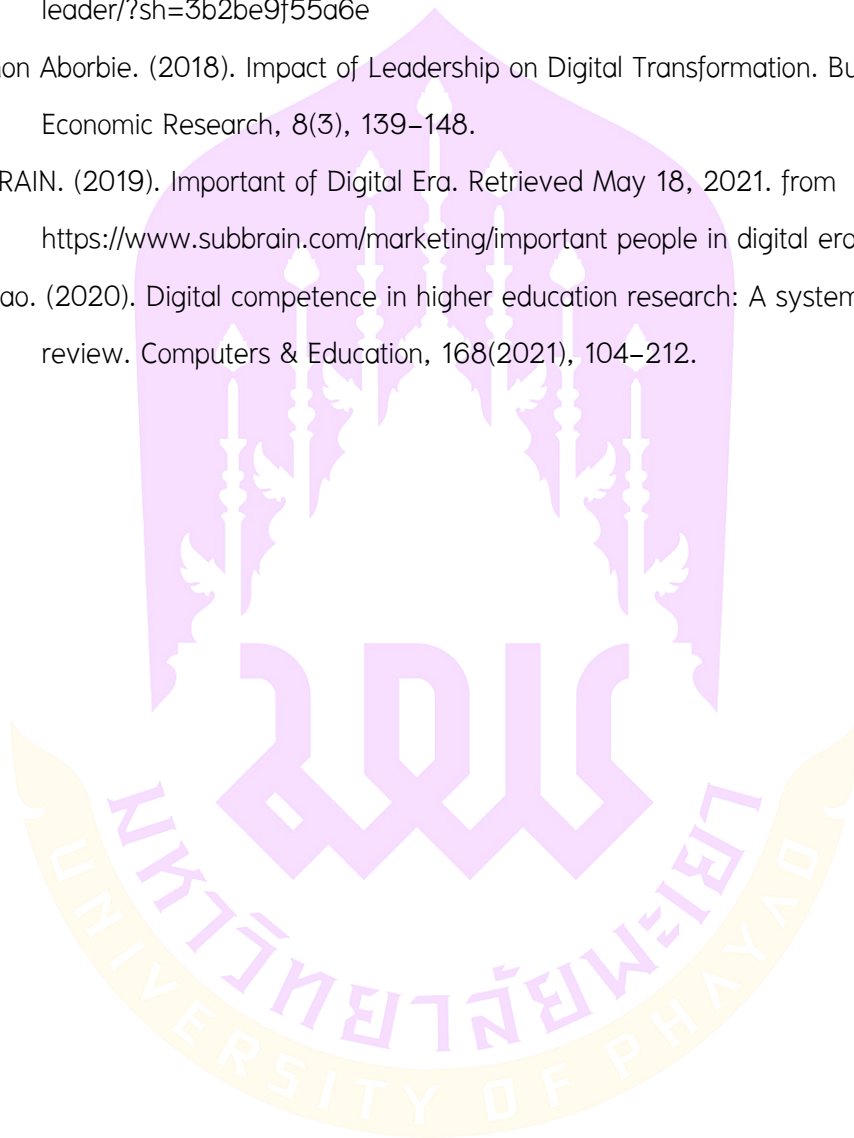 leader/?sh=3b2be9f55a6e
on Aborbie. (2018). Impact of Leadership on Digital Transformation. Bu
Economic Research, 8(3), 139–148.
RAIN. (2019). Important of Digital Era. Retrieved May 18, 2021. from
https://www.subbrain.com/marketing/important people in digital era
ao. (2020). Digital competence in higher education research: A system
review. Computers & Education, 168(2021), 104–212.
มหาวิทยาลัยพะเยา
UNIVERSITY OF PHAYAO